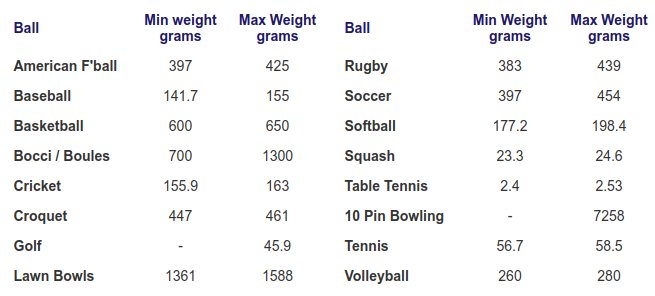 Ball Min weight grams Max Weight grams Ball Min Weight grams Max Weight grams
American F'ball 397 425 Rugby 383 439
Baseball 141.7 155 Soccer 397 454
Basketball 600 650 Softball 177.2 198.4
Bocci / Boules 700 1300 Squash 23.3 24.6
Cricket 155.9 163 Table Tennis 2.4 2.53
Croquet 447 461 10 Pin Bowling - 7258
Golf - 45.9 Tennis 56.7 58.5
Lawn Bowls 1361 1588 Volleyball 260 280